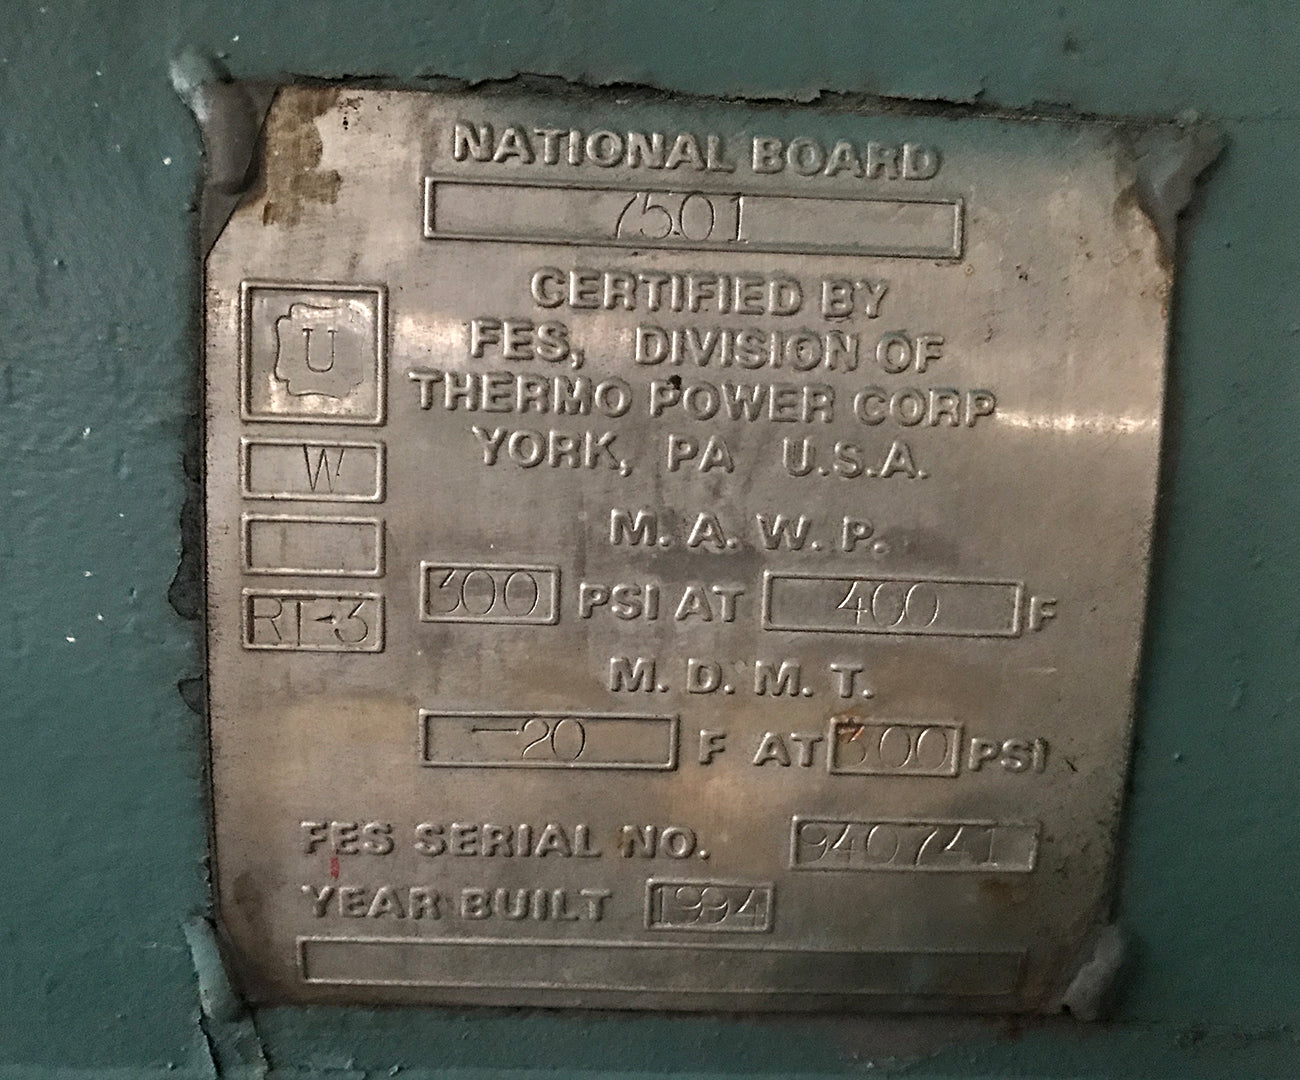 NATIONAL BOARD
7501
CERTIFIED BY
FES, DIVISION OF
THERMO POWER CORP
YORK, PA U.S.A.
U
W
RT-3
M. A. W. P.
300 PSI AT 400 F
M. D. M. T.
-20 F AT 300 PSI
FES SERIAL NO. 940741
YEAR BUILT 1994